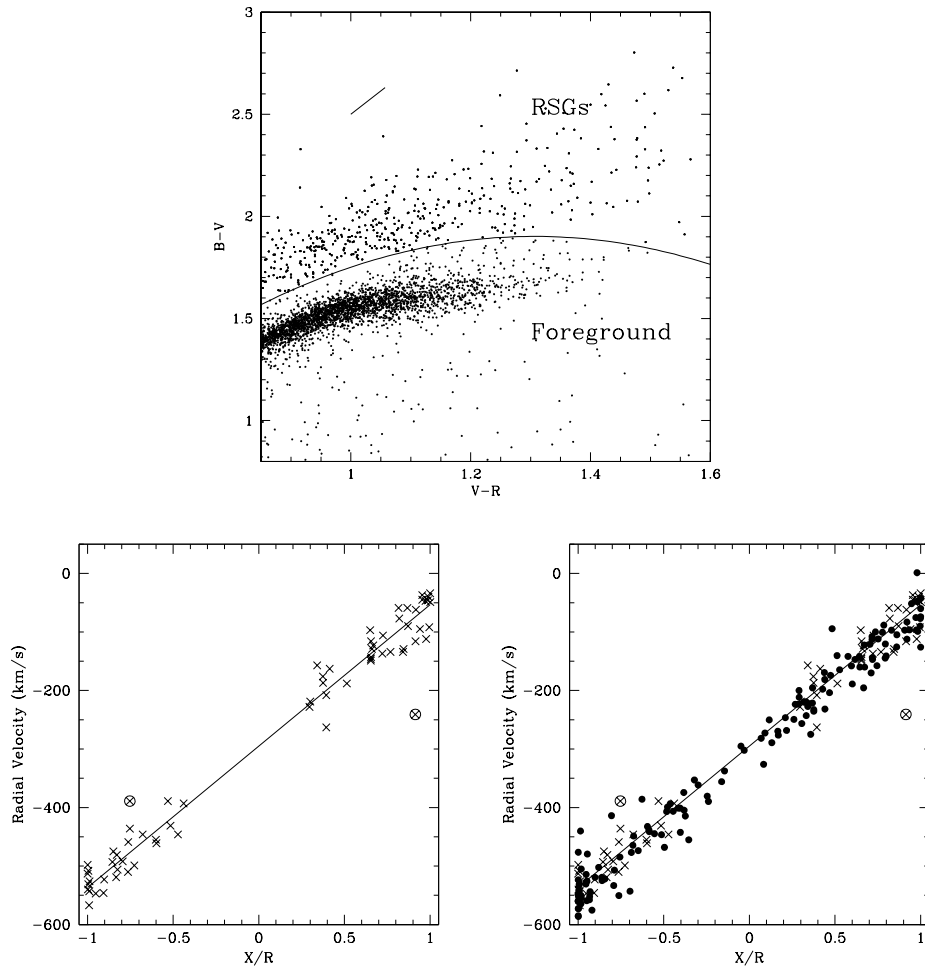 3
2.5
2
1.5
1
B-V
RSGs
Foreground
1 1.2 1.4 1.6
V-R
0
-200
-400
-600
Radial Velocity (km/s)
-1 -0.5 0 0.5 1
X/R
0
-200
-400
-600
Radial Velocity (km/s)
-1 -0.5 0 0.5 1
X/R